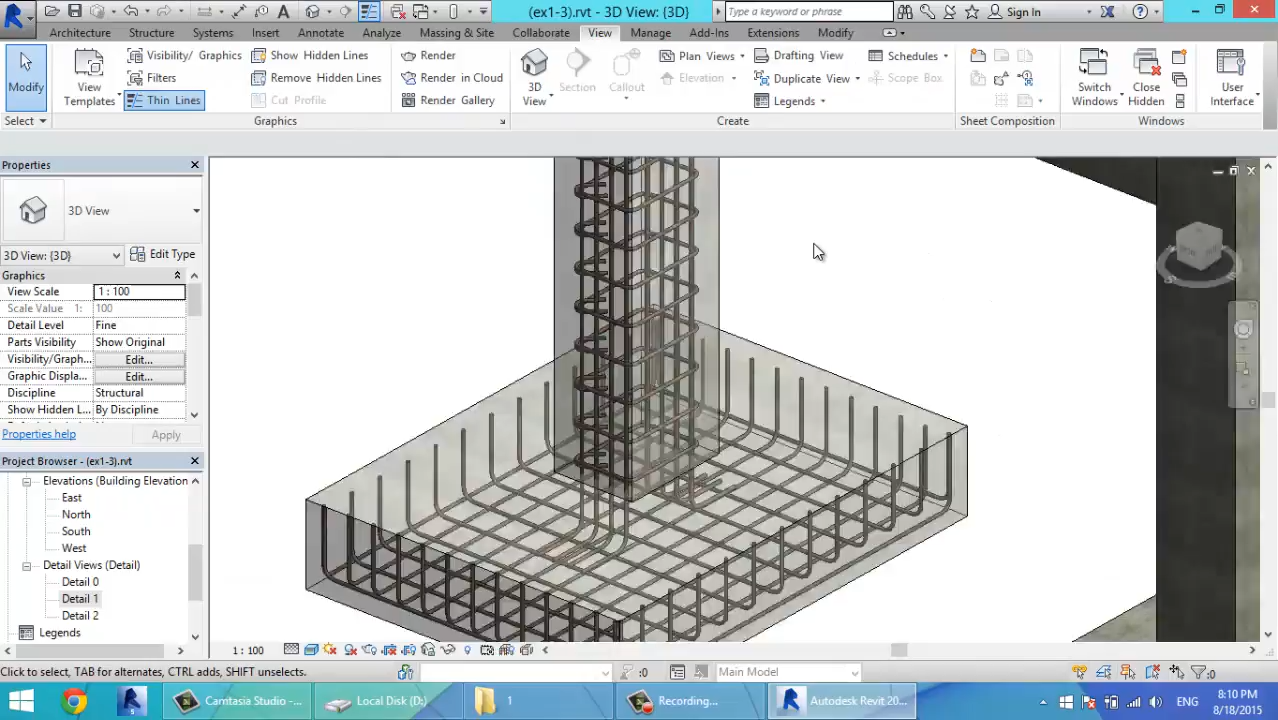 (ex1-3).rvt - 3D View: {3D}
Type a keyword or phrase
Sign In
Architecture Structure Systems Insert Annotate Analyze Massing & Site Collaborate View Manage Add-Ins Extensions Modify
Modify
View
Templates
Visibility/ Graphics
Filters
Thin Lines
Show Hidden Lines
Remove Hidden Lines
Cut Profile
Render
Render in Cloud
Render Gallery
3D
View
Section
Callout
Plan Views
Elevation
Drafting View
Duplicate View
Legends
Schedules
Scope Box
Switch
Windows
Close
Hidden
User
Interface
Select
Graphics
Create
Sheet Composition
Windows
Properties
3D View
3D View: {3D}
Edit Type
Graphics
View Scale 1 : 100
Scale Value 1: 100
Detail Level Fine
Parts Visibility Show Original
Visibility/Graph... Edit...
Graphic Displa... Edit...
Discipline Structural
Show Hidden L... By Discipline
Properties help
Apply
Project Browser - (ex1-3).rvt
Elevations (Building Elevation
East
North
South
West
Detail Views (Detail)
Detail 0
Detail 1
Detail 2
Legends
1 : 100
Click to select, TAB for alternates, CTRL adds, SHIFT unselects.
:0
Main Model
:0
Camtasia Studio -...
Local Disk (D:)
1
Recording...
Autodesk Revit 20...
ENG
8:10 PM
8/18/2015